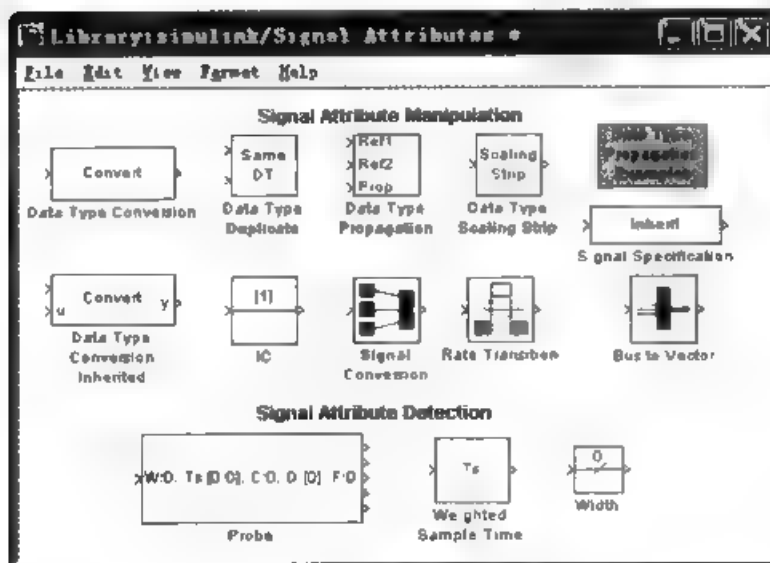 Library:simulink/Signal Attributes *
File Edit View Format Help
Signal Attribute Manipulation
Convert
Data Type Conversion
Same
DT
Data Type
Duplicate
Ref1
Ref2
Prop
Data Type
Propagation
Scaling
Strip
Data Type
Scaling Strip
Propagation
Inherit
Signal Specification
u Convert y
Data Type
Conversion
Inherited
[1]
IC
Signal
Conversion
Rate Transition
Bus to Vector
Signal Attribute Detection
W:0, Ts:[0 0], C:0, D:[0], F:0
Probe
Ts
Weighted
Sample Time
0
Width